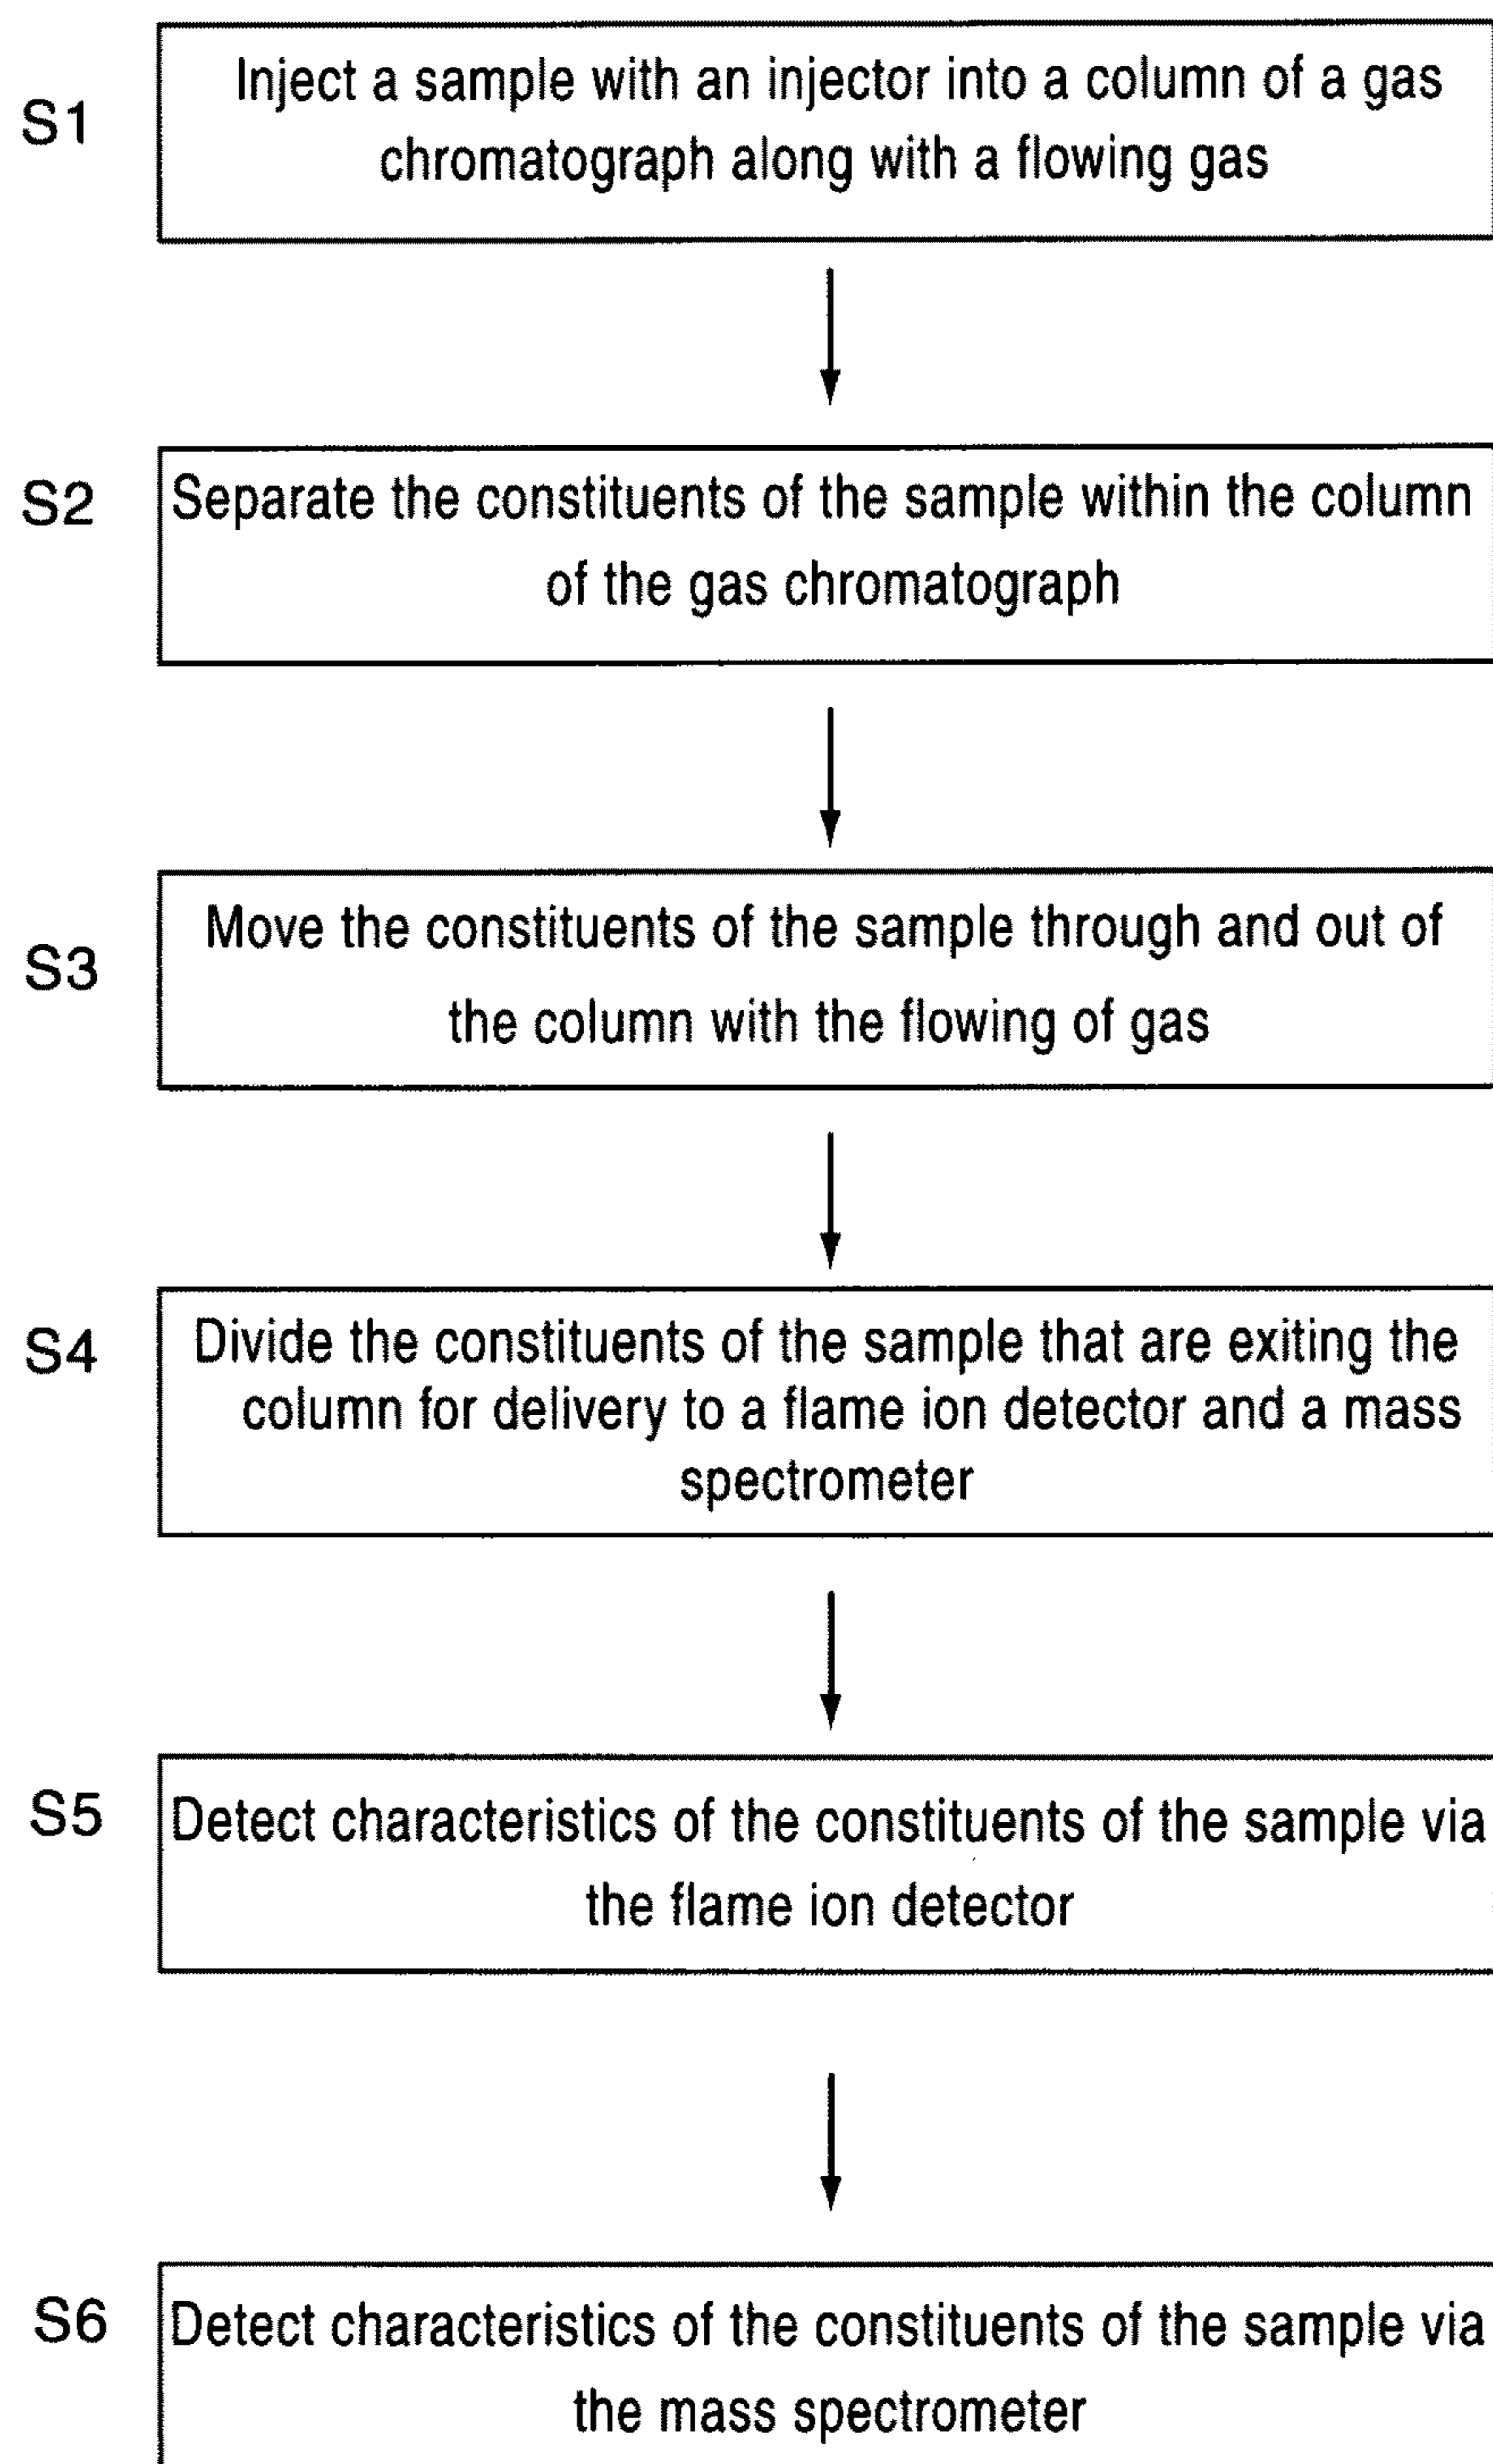 S1
Inject a sample with an injector into a column of a gas
chromatograph along with a flowing gas
S2
Separate the constituents of the sample within the column
of the gas chromatograph
S3
Move the constituents of the sample through and out of
the column with the flowing of gas
S4
Divide the constituents of the sample that are exiting the
column for delivery to a flame ion detector and a mass
spectrometer
S5
Detect characteristics of the constituents of the sample via
the flame ion detector
S6
Detect characteristics of the constituents of the sample via
the mass spectrometer